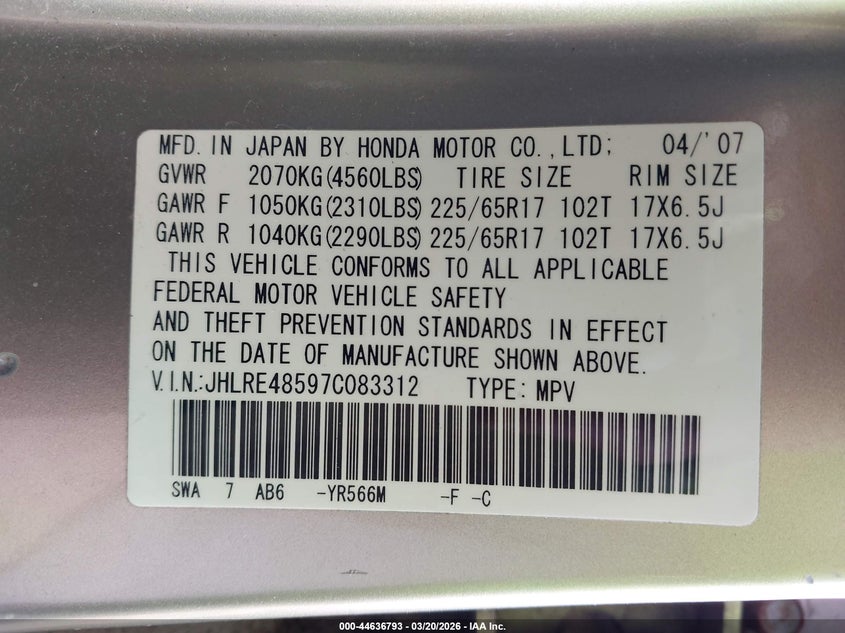 MFD. IN JAPAN BY HONDA MOTOR CO.,LTD; 04/'07
GVWR 2070KG(4560LBS) TIRE SIZE RIM SIZE
GAWR F 1050KG(2310LBS) 225/65R17 102T 17X6.5J
GAWR R 1040KG(2290LBS) 225/65R17 102T 17X6.5J
THIS VEHICLE CONFORMS TO ALL APPLICABLE
FEDERAL MOTOR VEHICLE SAFETY
AND THEFT PREVENTION STANDARDS IN EFFECT
ON THE DATE OF MANUFACTURE SHOWN ABOVE.
V.I.N.:JHLRE48597C083312 TYPE: MPV
SWA 7 AB6 -YR566M -F -C
000-44636793 - 03/20/2026 - IAA Inc.